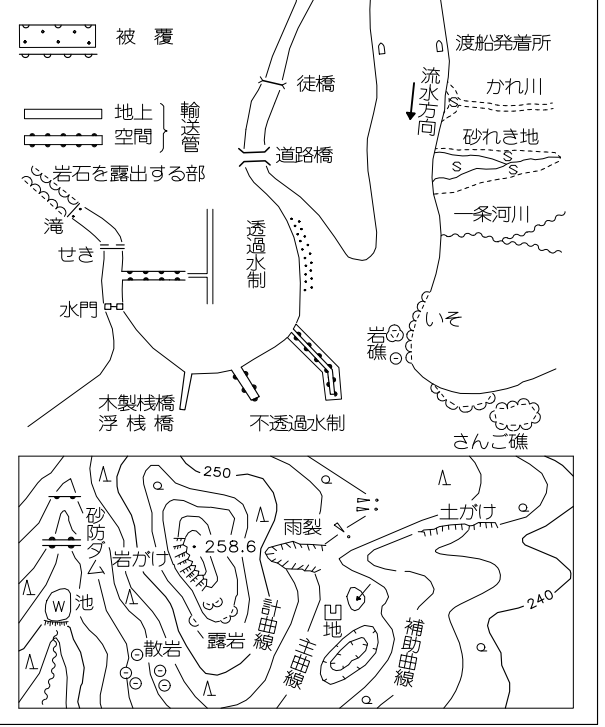 被覆
地上
空間
輸送管
岩石を露出する部
滝
せき
水門
木製桟橋
浮桟橋
徒橋
道路橋
透過水制
不透過水制
渡船発着所
流水方向
かれ川
砂れき地
S
S
S
一条河川
いそ
岩礁
さんご礁
250
砂防ダム
岩がけ
258.6
雨裂
土がけ
W
池
散岩
露岩
計曲線
主曲線
凹地
補助曲線
240